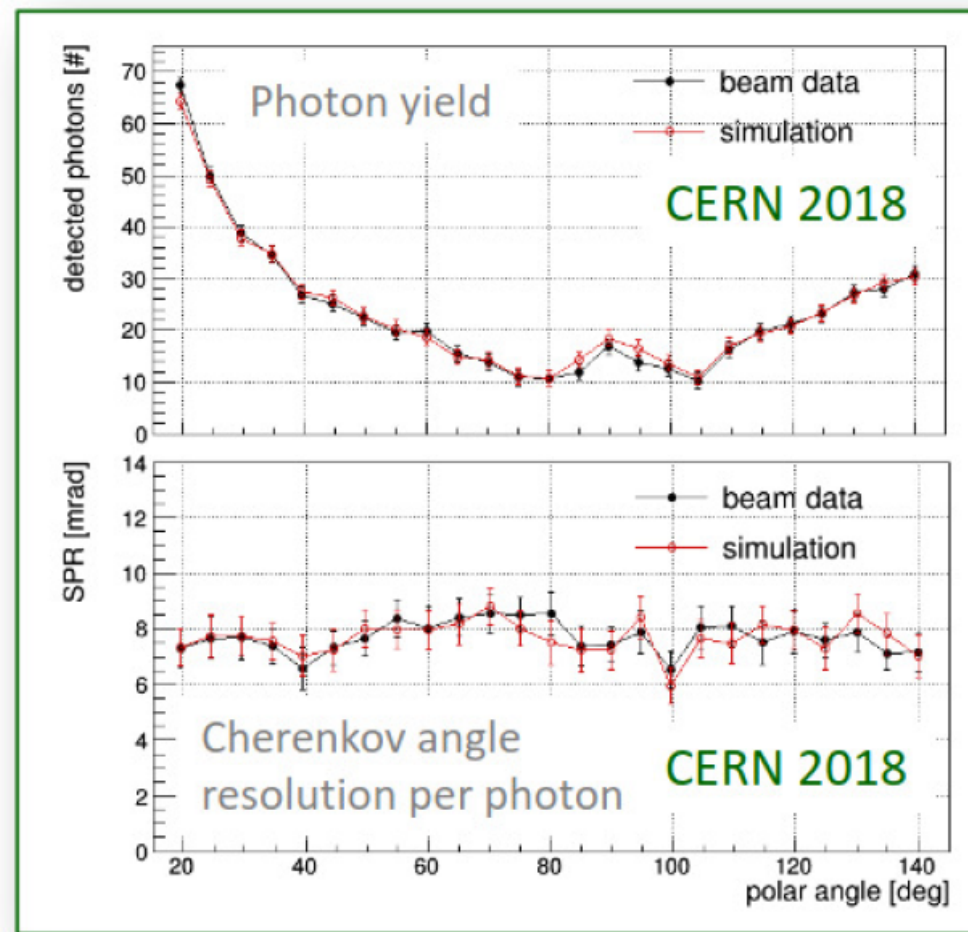 detected photons [#]
70
60
50
40
30
20
10
0
Photon yield
beam data
simulation
CERN 2018
SPR [mrad]
14
12
10
8
6
4
2
0
beam data
simulation
Cherenkov angle
resolution per photon
CERN 2018
20 40 60 80 100 120 140
polar angle [deg]